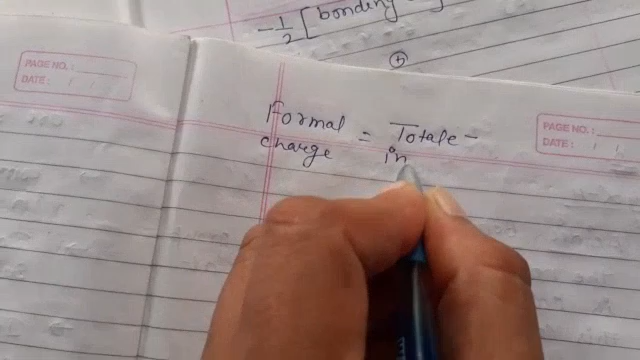 -1/2 [bonding
⊕
PAGE NO.:
DATE: / /
PAGE NO.:
DATE: / /
Formal
charge = Totale -
in